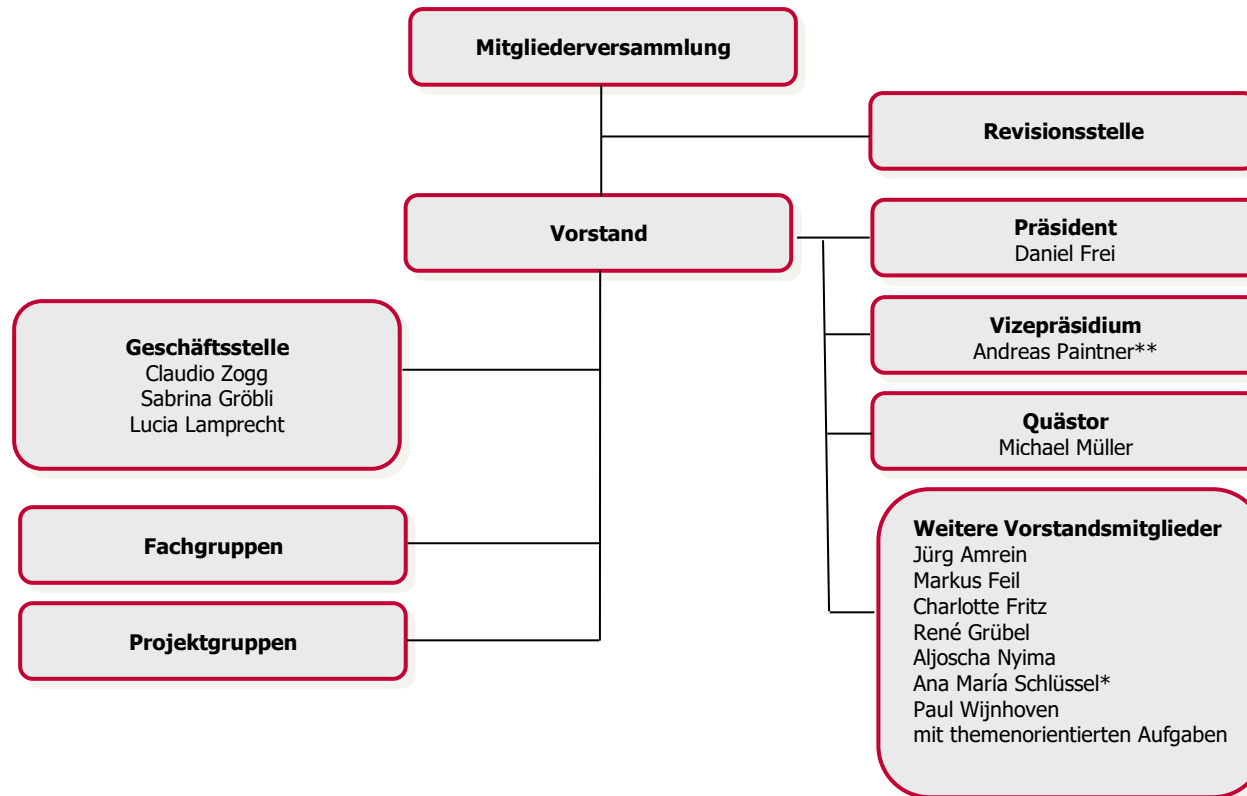 Mitgliederversammlung
Revisionsstelle
Vorstand
Präsident
Daniel Frei
Vizepräsidium
Andreas Paintner**
Quästor
Michael Müller
Weitere Vorstandsmitglieder
Jürg Amrein
Markus Feil
Charlotte Fritz
René Grübel
Aljoscha Nyima
Ana María Schlüssel*
Paul Wijnhoven
mit themenorientierten Aufgaben
Geschäftsstelle
Claudio Zogg
Sabrina Gröbli
Lucia Lamprecht
Fachgruppen
Projektgruppen